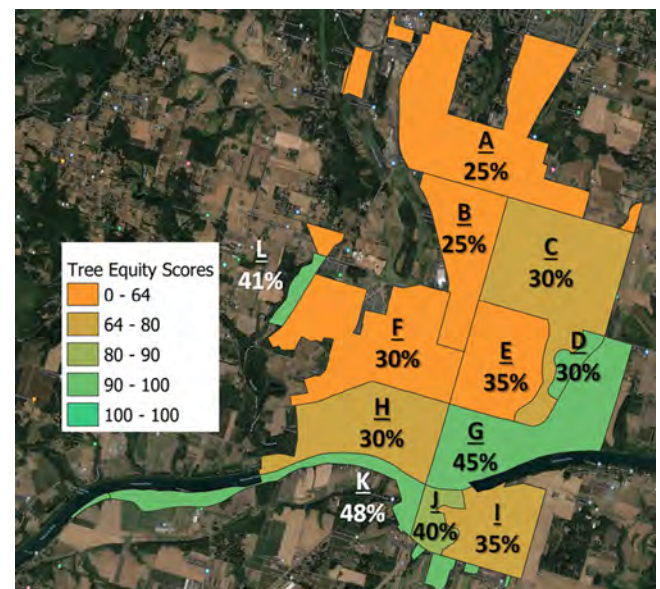 A
25%
B
25%
C
30%
L
41%
Tree Equity Scores
0 - 64
64 - 80
80 - 90
90 - 100
100 - 100
F
30%
E
35%
D
30%
H
30%
G
45%
K
48%
J
40%
I
35%